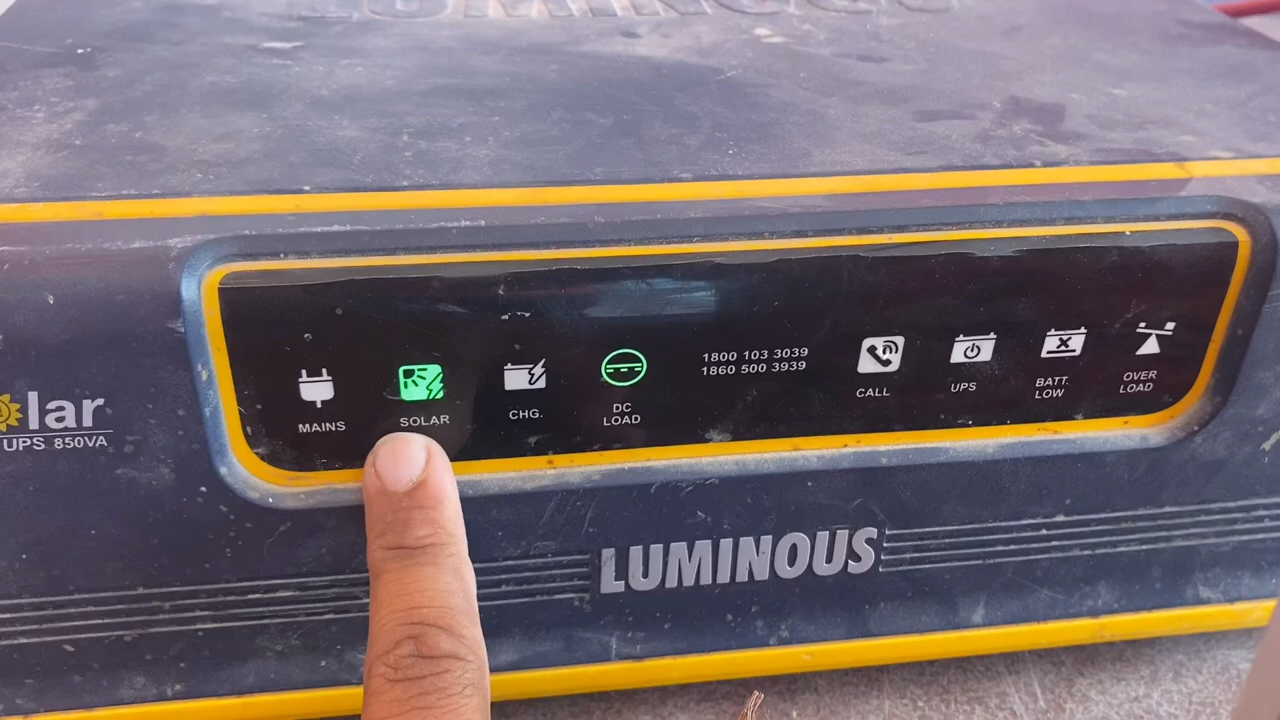 LUMINOUS
lar
UPS 850VA
MAINS
SOLAR
CHG.
DC
LOAD
1800 103 3039
1860 500 3939
CALL
UPS
BATT.
LOW
OVER
LOAD
LUMINOUS